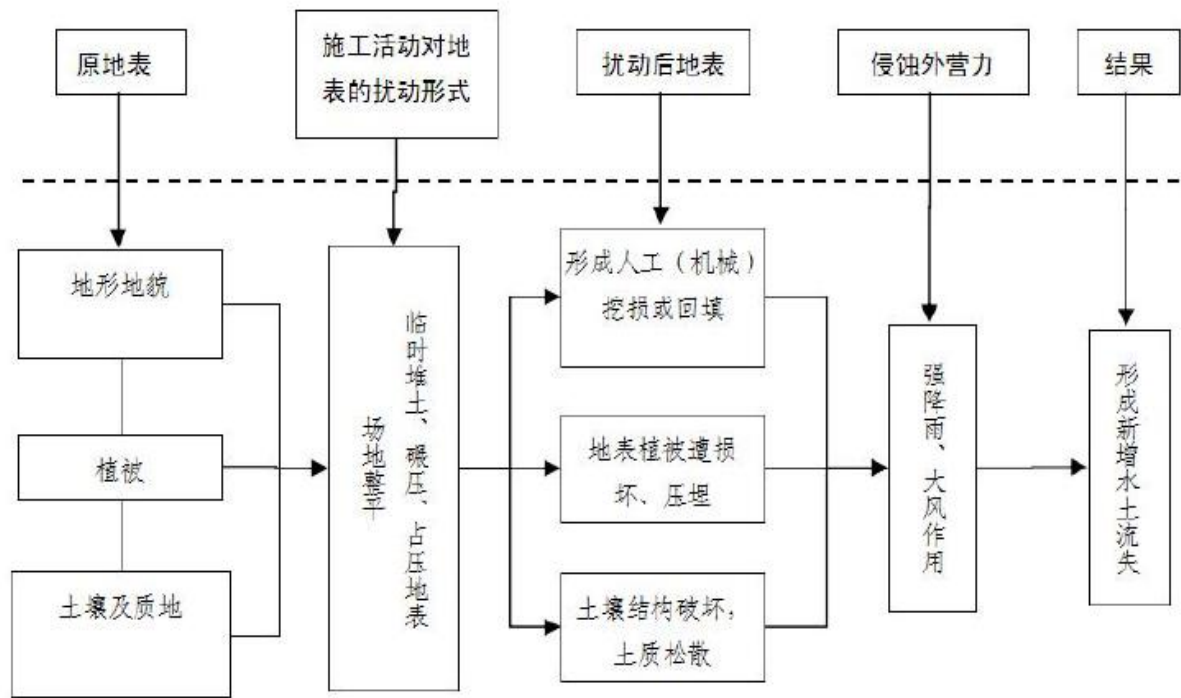 原地表
施工活动对地
表的扰动形式
扰动后地表
侵蚀外营力
结果
地形地貌
植被
土壤及质地
临时堆土、碾压、占压地表
场地整平
形成人工（机械）
挖损或回填
地表植被遭损
坏、压埋
土壤结构破坏，
土质松散
强降雨、大风作用
形成新增水土流失